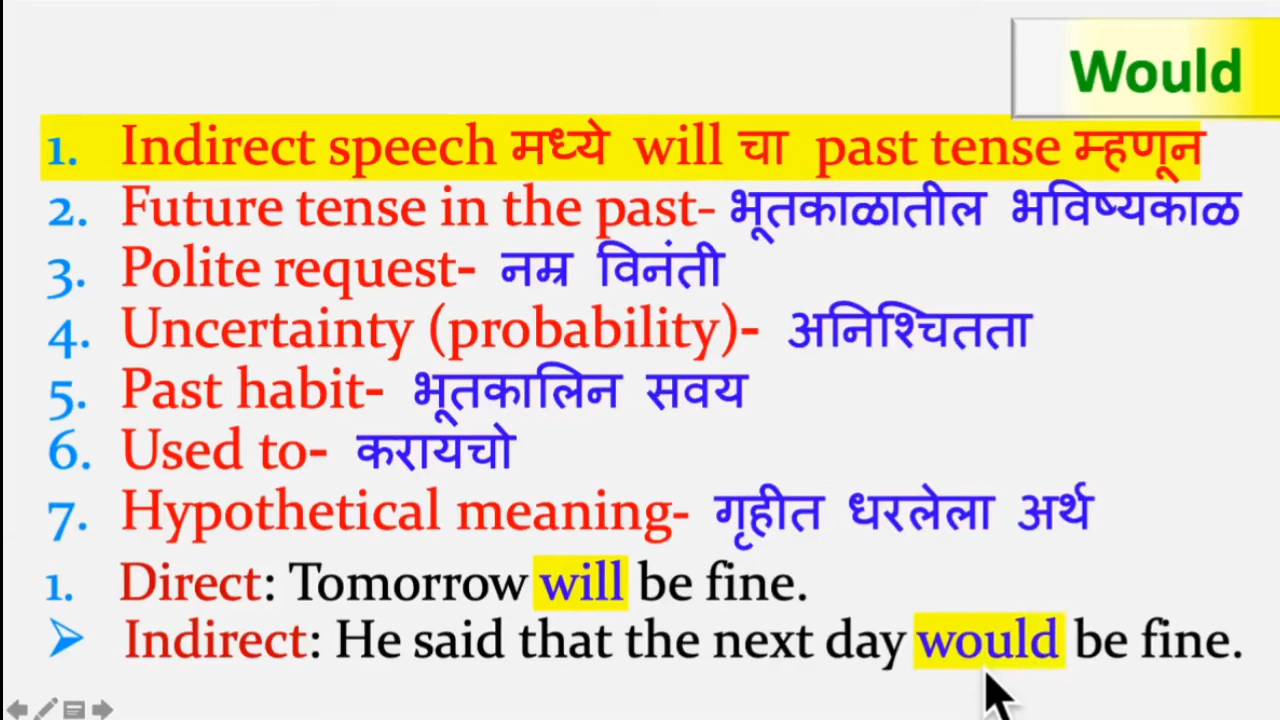 Would
1. Indirect speech मध्ये will चा past tense म्हणून
2. Future tense in the past- भूतकाळातील भविष्यकाळ
3. Polite request- नम्र विनंती
4. Uncertainty (probability)- अनिश्चितता
5. Past habit- भूतकालिन सवय
6. Used to- करायचो
7. Hypothetical meaning- गृहीत धरलेला अर्थ
1. Direct: Tomorrow will be fine.
➢ Indirect: He said that the next day would be fine.